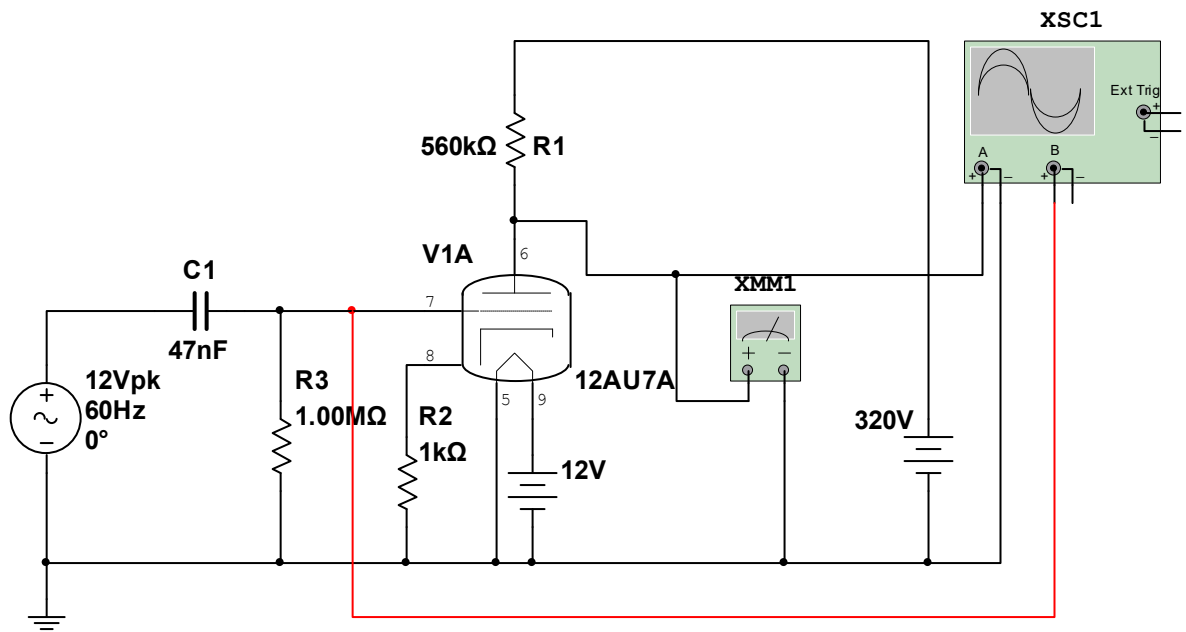 XSC1
Ext Trig
+
−
A
B
+
−
+
−
560kΩ
R1
V1A
6
C1
47nF
7
8
XMM1
+
−
12AU7A
5
9
+
−
12Vpk
60Hz
0°
R3
1.00MΩ
R2
1kΩ
12V
320V